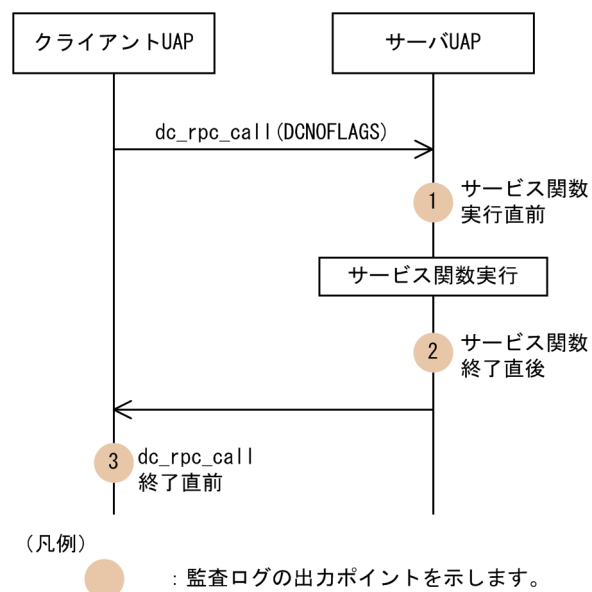 クライアントUAP
サーバUAP
dc_rpc_call(DCNOFLAGS)
1
サービス関数
実行直前
サービス関数実行
2
サービス関数
終了直後
3
dc_rpc_call
終了直前
(凡例)
:監査ログの出力ポイントを示します。